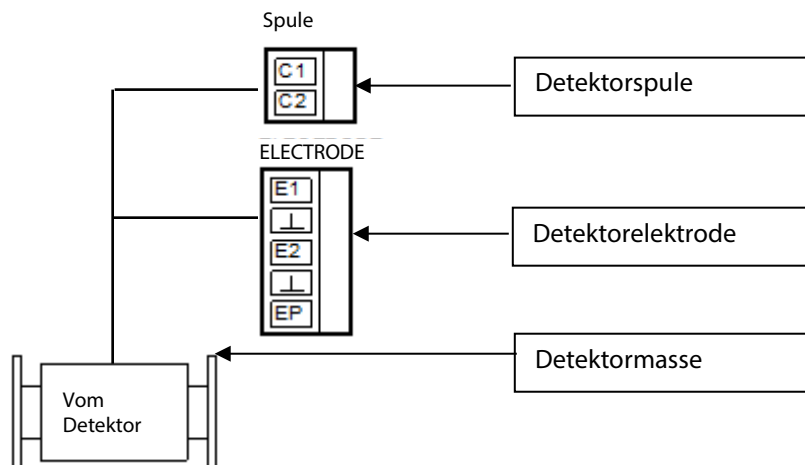 Spule
C1
C2
Detektorspule
ELECTRODE
E1
⊥
E2
⊥
EP
Detektorelektrode
Detektormasse
Vom
Detektor